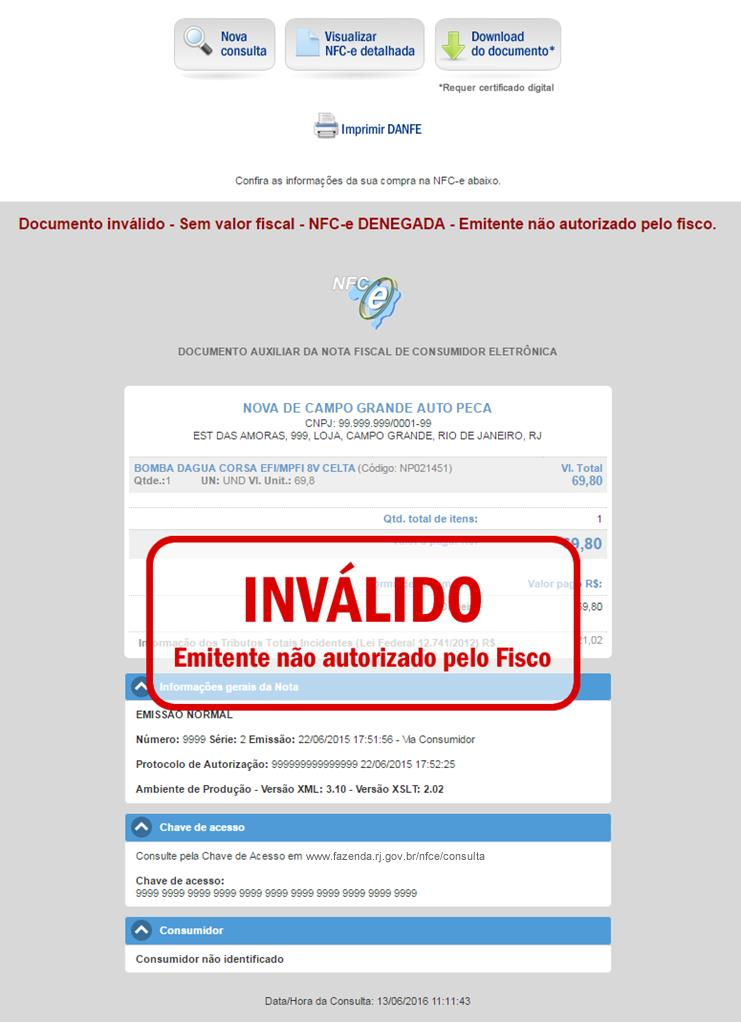 Nova
consulta
Visualizar
NFC-e detalhada
Download
do documento*
*Requer certificado digital
Imprimir DANFE
Confira as informações da sua compra na NFC-e abaixo.
Documento inválido - Sem valor fiscal - NFC-e DENEGADA - Emitente não autorizado pelo fisco.
NFC e
DOCUMENTO AUXILIAR DA NOTA FISCAL DE CONSUMIDOR ELETRÔNICA
NOVA DE CAMPO GRANDE AUTO PECA
CNPJ: 99.999.999/0001-99
EST DAS AMORAS, 999, LOJA, CAMPO GRANDE, RIO DE JANEIRO, RJ
BOMBA DAGUA CORSA EFI/MPFI 8V CELTA (Código: NP021451) Vl. Total
Qtde.:1 UN: UND Vl. Unit.: 69,8 69,80
Qtd. total de itens: 1
9,80
Valor pago R$:
69,80
INVÁLIDO
Informação dos Tributos Totais Incidentes (Lei Federal 12.741/2012) R$ 21,02
Emitente não autorizado pelo Fisco
Informações gerais da Nota
EMISSÃO NORMAL
Número: 9999 Série: 2 Emissão: 22/06/2015 17:51:56 - Via Consumidor
Protocolo de Autorização: 999999999999999 22/06/2015 17:52:25
Ambiente de Produção - Versão XML: 3.10 - Versão XSLT: 2.02
Chave de acesso
Consulte pela Chave de Acesso em www.fazenda.rj.gov.br/nfce/consulta
Chave de acesso:
9999 9999 9999 9999 9999 9999 9999 9999 9999 9999 9999
Consumidor
Consumidor não identificado
Data/Hora da Consulta: 13/06/2016 11:11:43